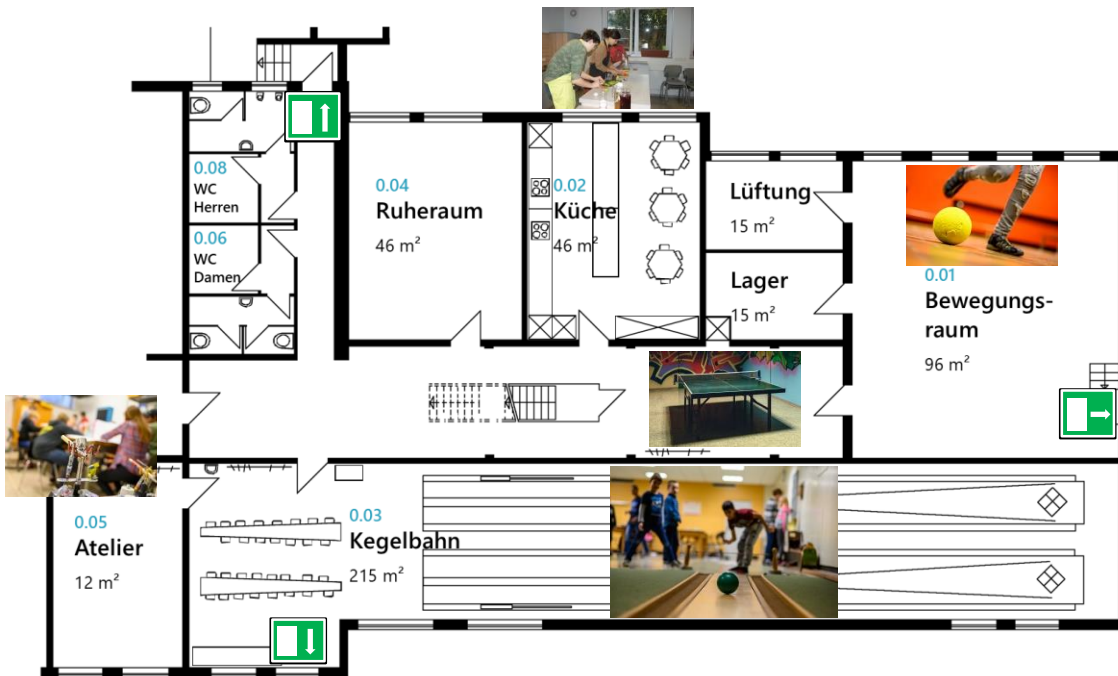 0.08
WC
Herren
0.06
WC
Damen
0.04
Ruheraum
46 m²
0.02
Küche
46 m²
Lüftung
15 m²
Lager
15 m²
0.01
Bewegungs-
raum
96 m²
0.05
Atelier
12 m²
0.03
Kegelbahn
215 m²